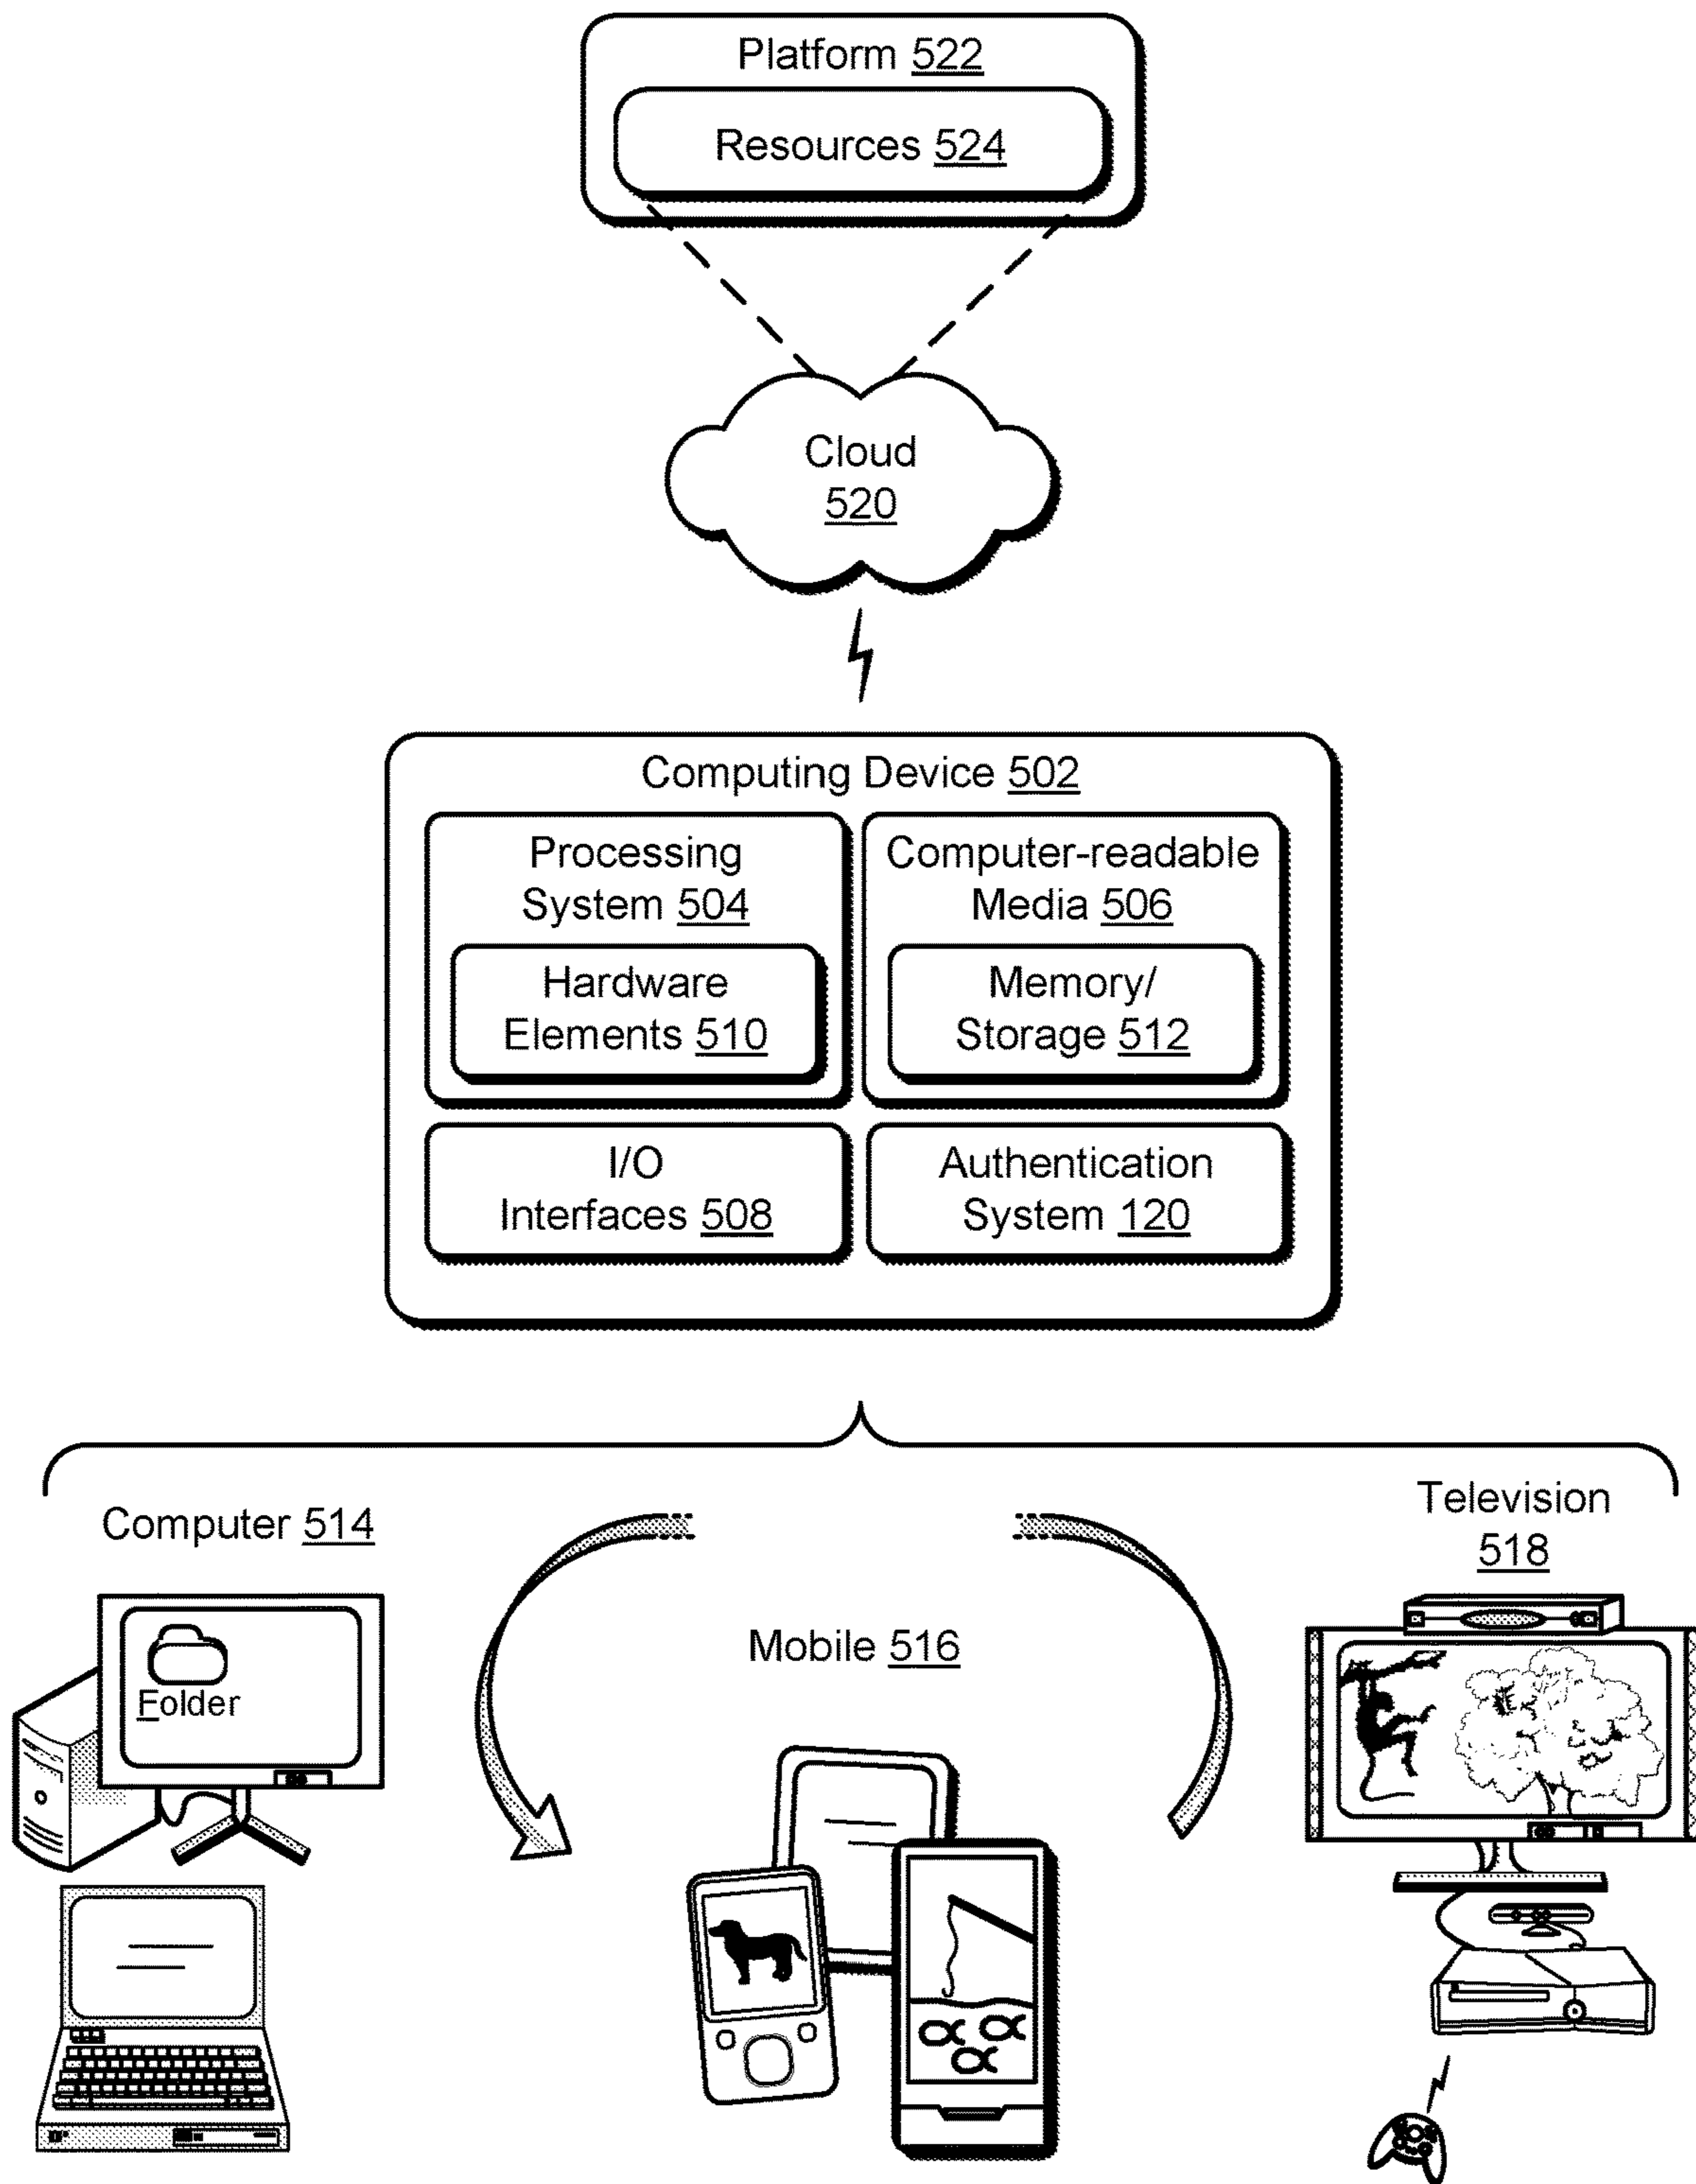 Platform 522
Resources 524
Cloud
520
Computing Device 502
Processing
System 504
Computer-readable
Media 506
Hardware
Elements 510
Memory/
Storage 512
I/O
Interfaces 508
Authentication
System 120
Computer 514
Television
518
Mobile 516
Folder